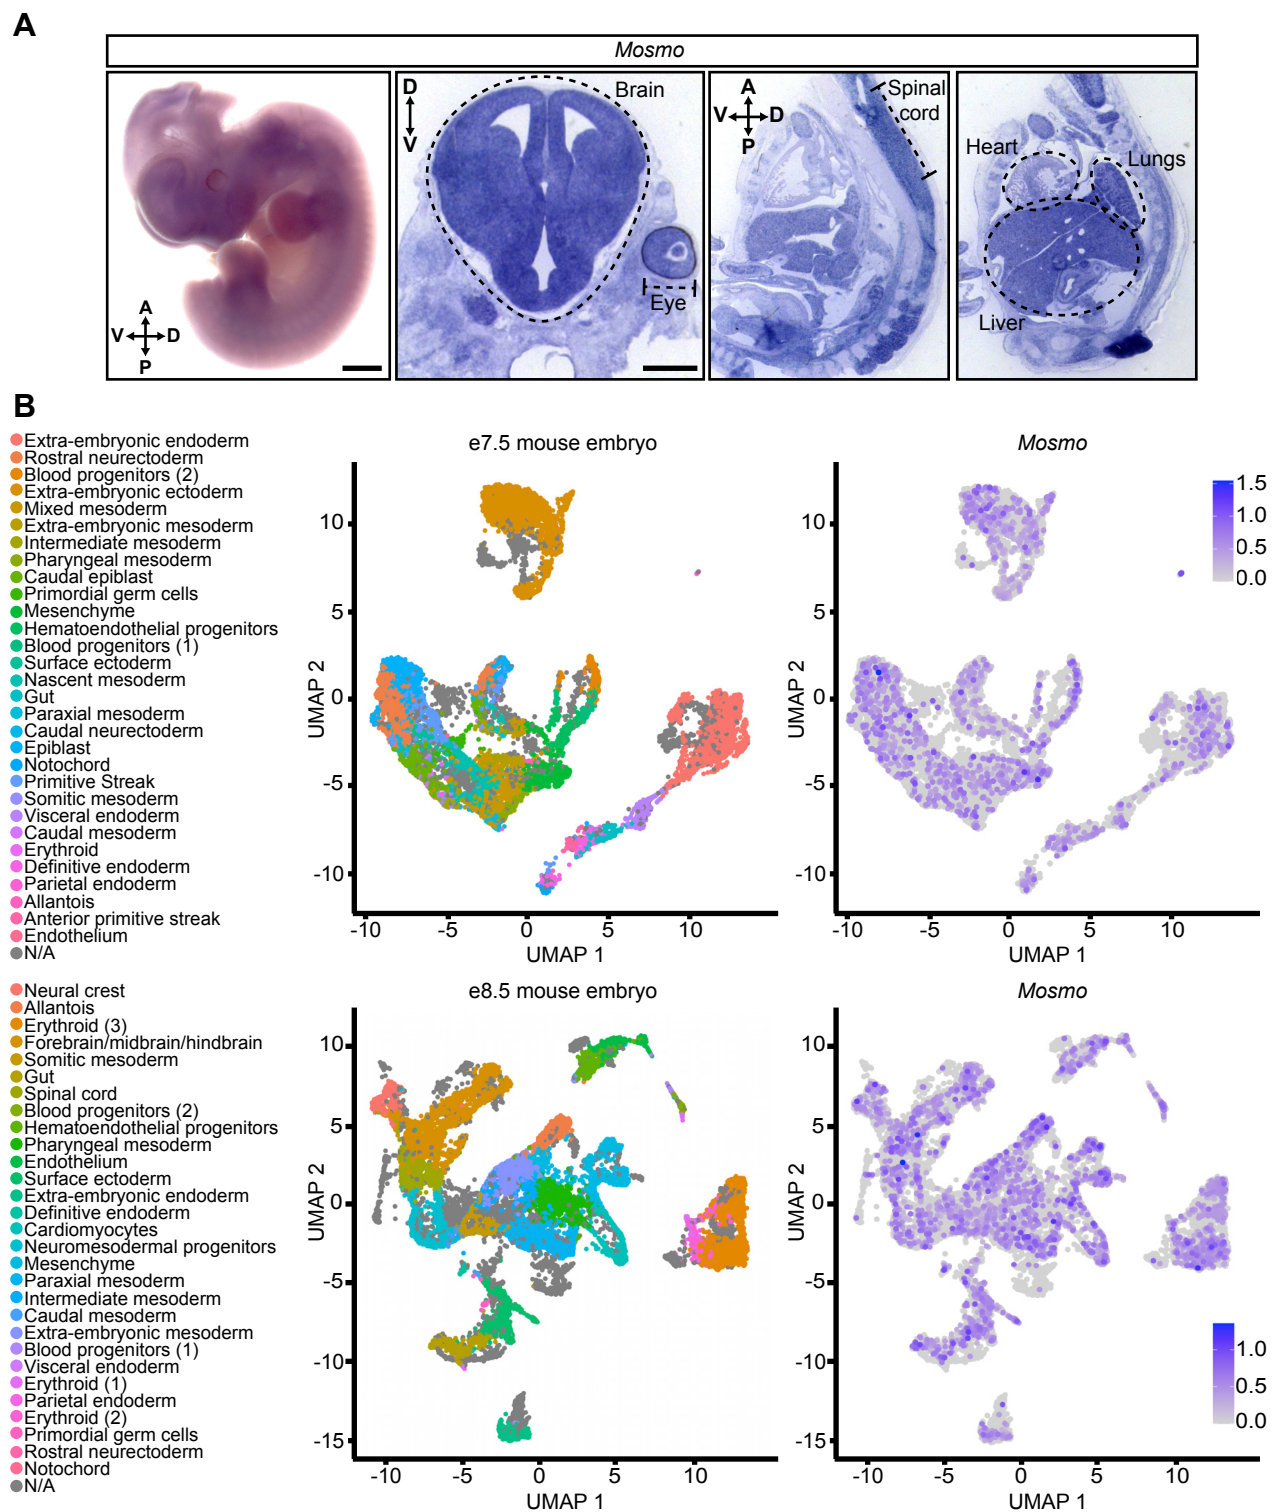 A
Mosmo
D
V
Brain
Eye
A
V D
P
Spinal
cord
Heart
Lungs
Liver
A
V D
P
B
Extra-embryonic endoderm
Rostral neurectoderm
Blood progenitors (2)
Extra-embryonic ectoderm
Mixed mesoderm
Extra-embryonic mesoderm
Intermediate mesoderm
Pharyngeal mesoderm
Caudal epiblast
Primordial germ cells
Mesenchyme
Hematoendothelial progenitors
Blood progenitors (1)
Surface ectoderm
Nascent mesoderm
Gut
Paraxial mesoderm
Caudal neurectoderm
Epiblast
Notochord
Primitive Streak
Somitic mesoderm
Visceral endoderm
Caudal mesoderm
Erythroid
Definitive endoderm
Parietal endoderm
Allantois
Anterior primitive streak
Endothelium
N/A
e7.5 mouse embryo
10
5
0
-5
-10
UMAP 2
-10 -5 0 5 10
UMAP 1
Mosmo
1.5
1.0
0.5
0.0
10
5
0
-5
-10
UMAP 2
-10 -5 0 5 10
UMAP 1
Neural crest
Allantois
Erythroid (3)
Forebrain/midbrain/hindbrain
Somitic mesoderm
Gut
Spinal cord
Blood progenitors (2)
Hematoendothelial progenitors
Pharyngeal mesoderm
Endothelium
Surface ectoderm
Extra-embryonic endoderm
Definitive endoderm
Cardiomyocytes
Neuromesodermal progenitors
Mesenchyme
Paraxial mesoderm
Intermediate mesoderm
Caudal mesoderm
Extra-embryonic mesoderm
Blood progenitors (1)
Visceral endoderm
Erythroid (1)
Parietal endoderm
Erythroid (2)
Primordial germ cells
Rostral neurectoderm
Notochord
N/A
e8.5 mouse embryo
10
5
0
-5
-10
-15
UMAP 2
-10 -5 0 5 10
UMAP 1
Mosmo
10
5
0
-5
-10
-15
UMAP 2
-10 -5 0 5 10
UMAP 1
1.0
0.5
0.0